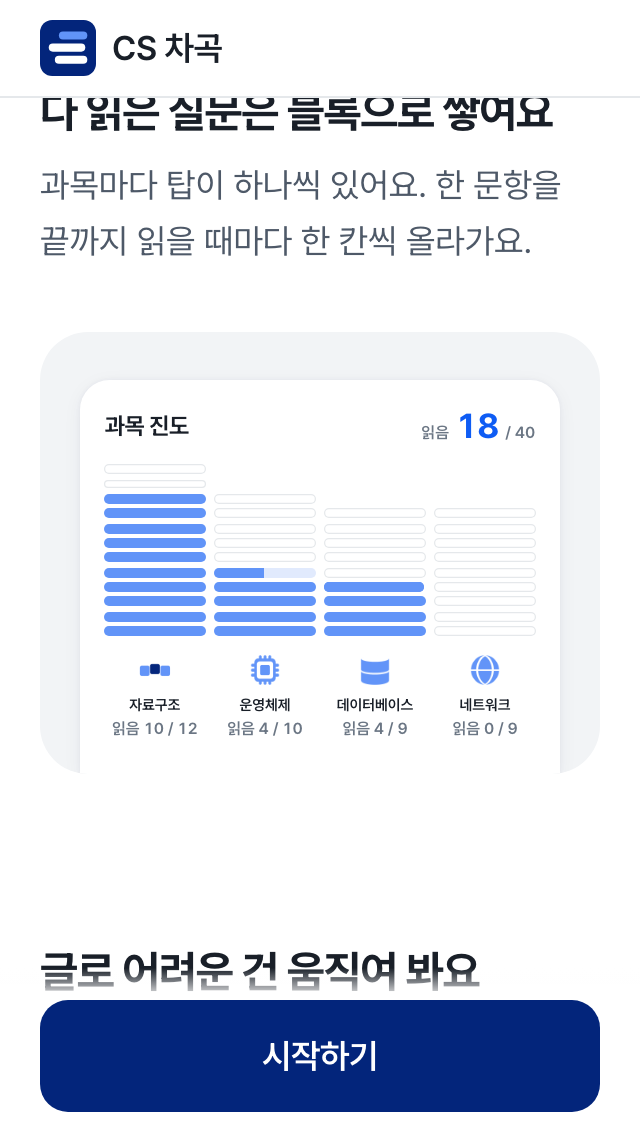 CS 차곡
다 읽은 질문은 블록으로 쌓여요
과목마다 탑이 하나씩 있어요. 한 문항을
끝까지 읽을 때마다 한 칸씩 올라가요.
과목 진도
읽음 18 / 40
자료구조
읽음 10 / 12
운영체제
읽음 4 / 10
데이터베이스
읽음 4 / 9
네트워크
읽음 0 / 9
글로 어려운 건 움직여 봐요
시작하기